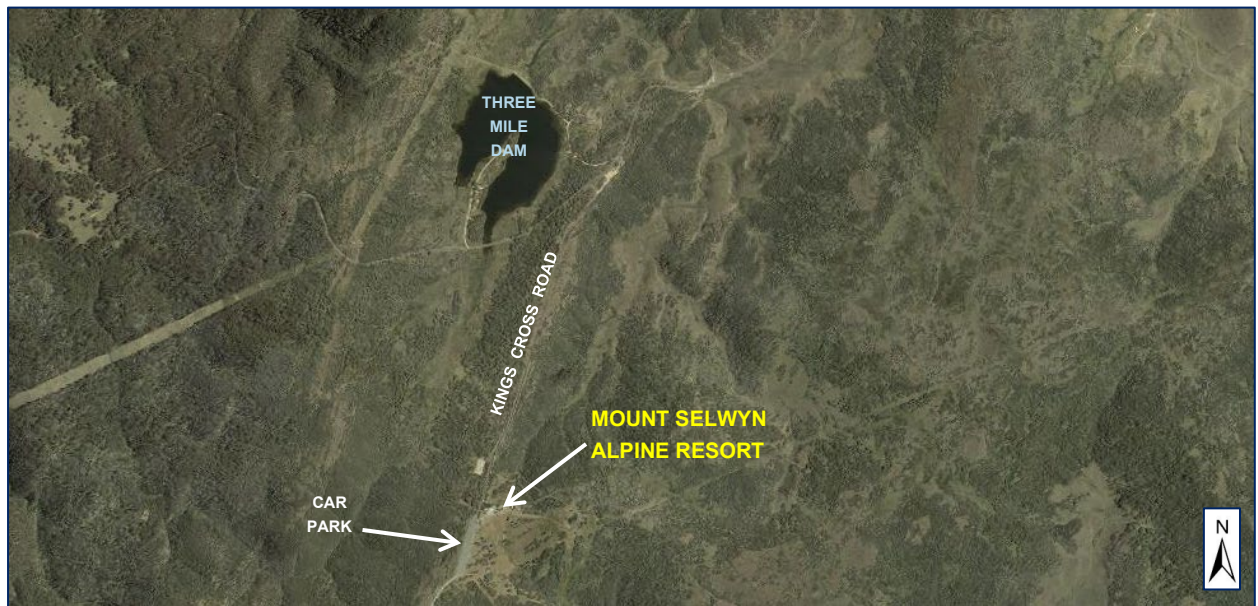 THREE
MILE
DAM
KINGS CROSS ROAD
MOUNT SELWYN
ALPINE RESORT
CAR
PARK
N